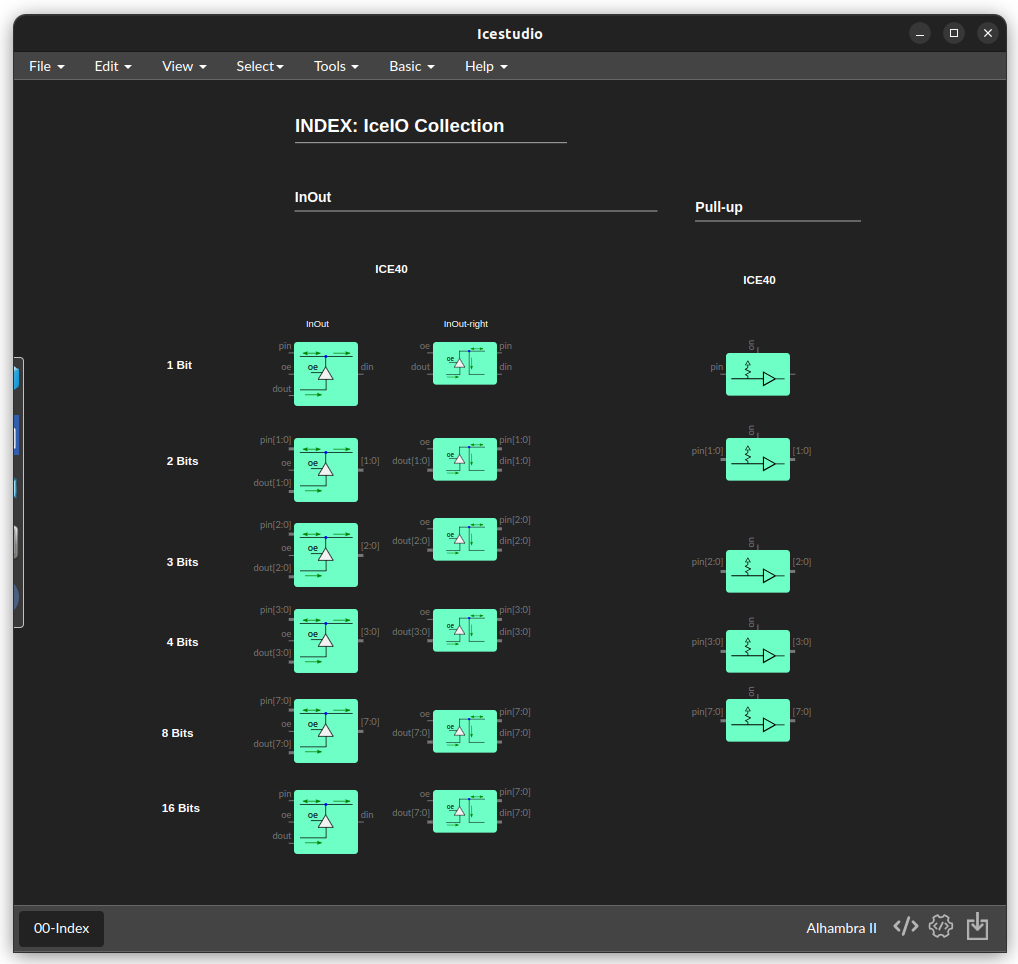 Icestudio
File Edit View Select Tools Basic Help
INDEX: IceIO Collection
InOut
Pull-up
ICE40
ICE40
InOut InOut-right
1 Bit
pin oe dout oe din
oe dout oe pin din
on pin
2 Bits
pin[1:0] oe dout[1:0] oe [1:0]
oe dout[1:0] oe pin[1:0] din[1:0]
on pin[1:0] [1:0]
3 Bits
pin[2:0] oe dout[2:0] oe [2:0]
oe dout[2:0] oe pin[2:0] din[2:0]
on pin[2:0] [2:0]
4 Bits
pin[3:0] oe dout[3:0] oe [3:0]
oe dout[3:0] oe pin[3:0] din[3:0]
on pin[3:0] [3:0]
8 Bits
pin[7:0] oe dout[7:0] oe [7:0]
oe dout[7:0] oe pin[7:0] din[7:0]
on pin[7:0] [7:0]
16 Bits
pin oe dout oe din
oe dout[7:0] oe pin[7:0] din[7:0]
00-Index
Alhambra II